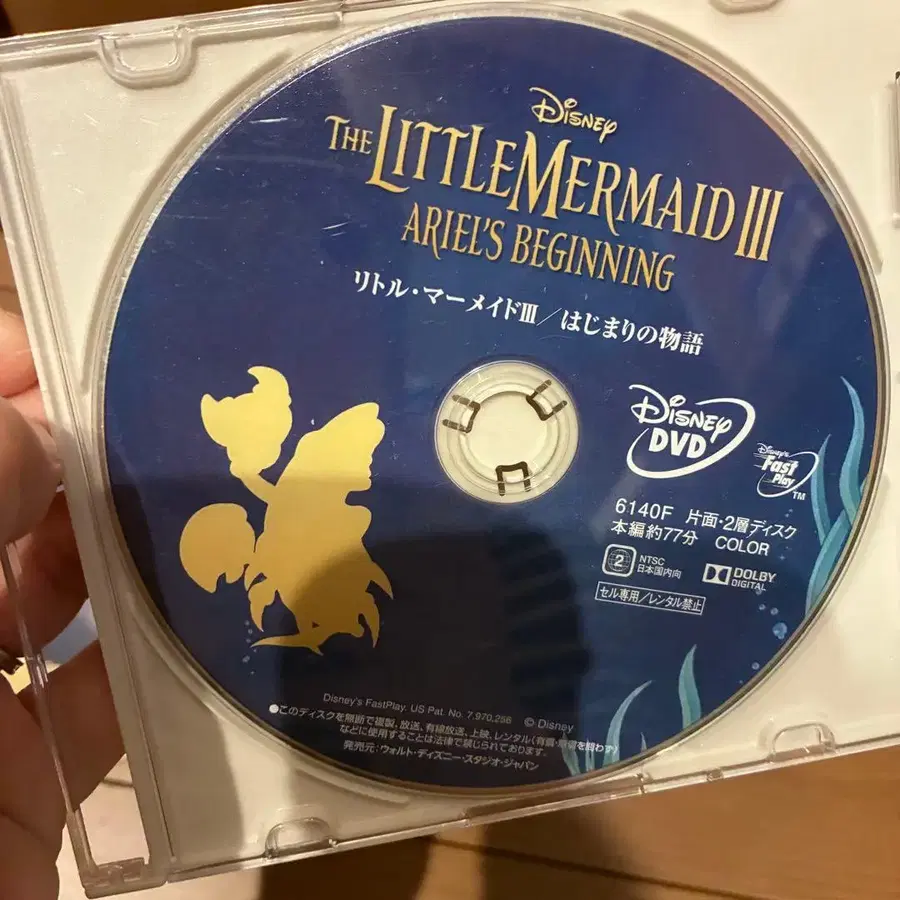 Disney
THE LITTLE MERMAID III
ARIEL'S BEGINNING
リトル・マーメイドⅢ/はじまりの物語
Disney
DVD
Disney's
Fast
Play
TM
6140F 片面・2層ディスク
本編約77分 COLOR
2 NTSC
日本国内向
DOLBY
DIGITAL
セル専用/レンタル禁止
Disney's FastPlay. US Pat. No. 7,970,256 © Disney
●このディスクを無断で複製、放送、有線放送、上映、レンタル(有償・無償を問わず)
などに使用することは法律で禁じられております。
発売元:ウォルト・ディズニー・スタジオ・ジャパン